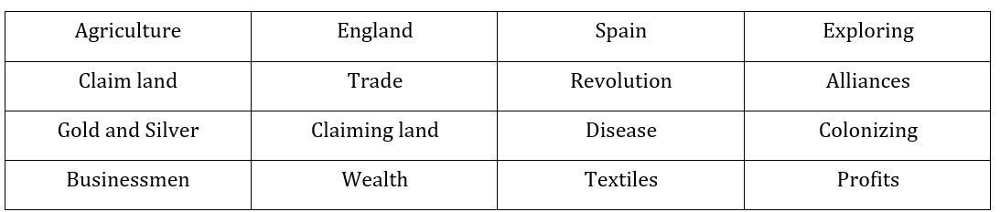 Agriculture England Spain Exploring
Claim land Trade Revolution Alliances
Gold and Silver Claiming land Disease Colonizing
Businessmen Wealth Textiles Profits